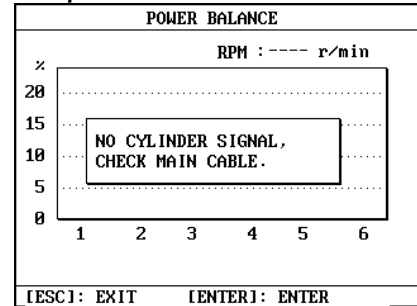 POWER BALANCE
RPM :---- r/min
%
20
15
NO CYLINDER SIGNAL,
10
CHECK MAIN CABLE.
5
0
1 2 3 4 5 6
[ESC]: EXIT [ENTER]: ENTER